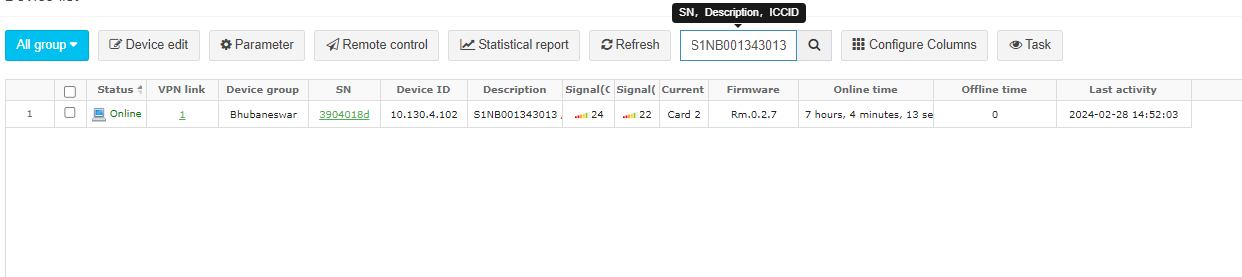 SN, Description, ICCID
All group
Device edit
Parameter
Remote control
Statistical report
Refresh
S1NB001343013
Configure Columns
Task
Status
VPN link
Device group
SN
Device ID
Description
Signal(C
Signal(
Current
Firmware
Online time
Offline time
Last activity
1
Online
1
Bhubaneswar
3904018d
10.130.4.102
S1NB001343013
24
22
Card 2
Rm.0.2.7
7 hours, 4 minutes, 13 se
0
2024-02-28 14:52:03